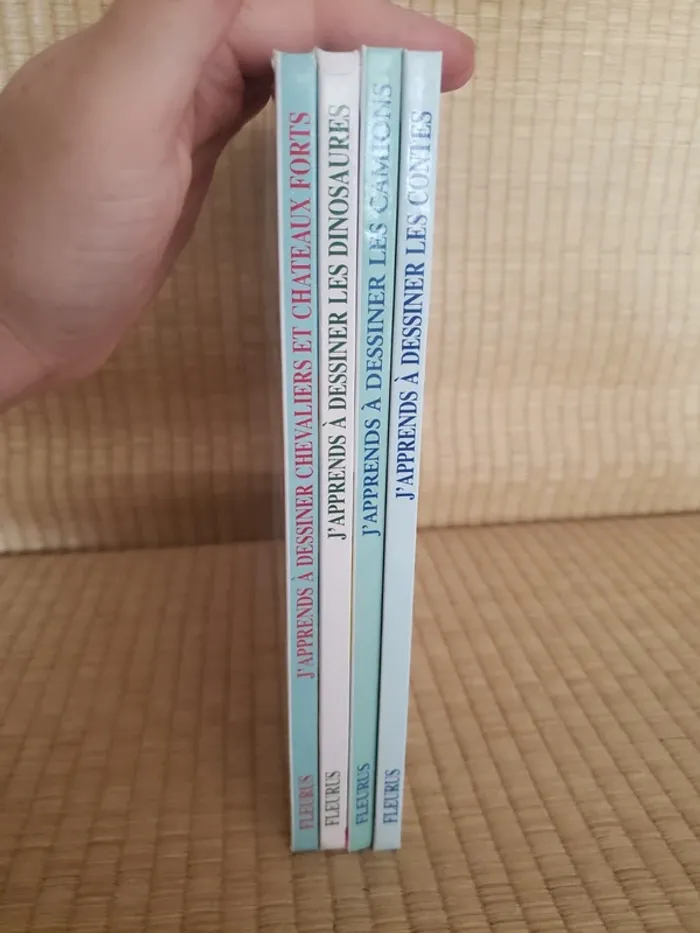 J'APPRENDS À DESSINER CHEVALIERS ET CHATEAUX FORTS
FLEURUS
J'APPRENDS À DESSINER LES DINOSAURES
FLEURUS
J'APPRENDS À DESSINER LES CAMIONS
FLEURUS
J'APPRENDS À DESSINER LES CONTES
FLEURUS